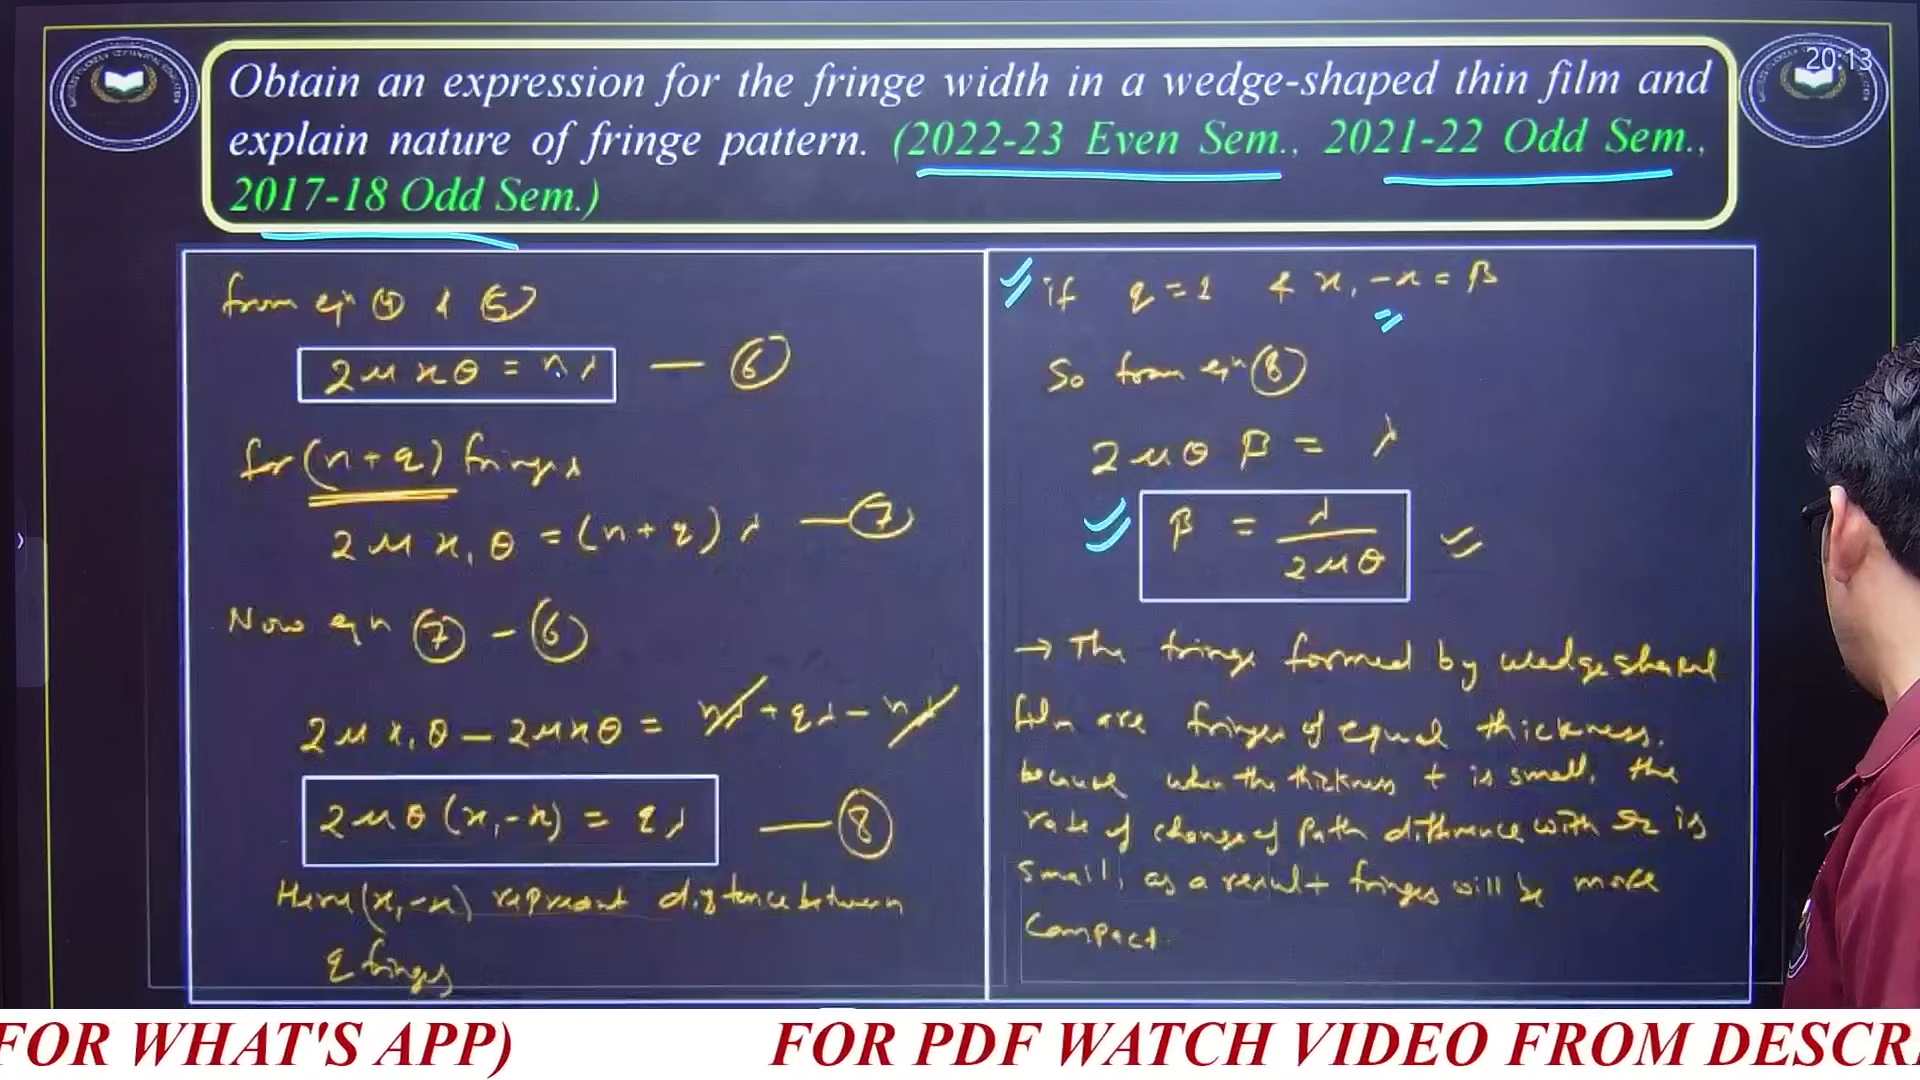 Obtain an expression for the fringe width in a wedge-shaped thin film and
explain nature of fringe pattern. (2022-23 Even Sem., 2021-22 Odd Sem.,
2017-18 Odd Sem.)
20:13
from eqn ④ & ⑤
2μxθ = nλ — ⑥
for (n+q) fringes
2μx₁θ = (n+q)λ — ⑦
Now eqn ⑦ - ⑥
2μx₁θ - 2μxθ = nλ + qλ - nλ
2μθ(x₁-x) = qλ — ⑧
Here (x₁-x) represent distance between
q fringes
if q = 1 & x₁-x = β
So from eqn ⑧
2μθβ = λ
β = λ/2μθ
→ The fringe formed by wedge shaped
film are fringes of equal thickness.
because when the thickness t is small, the
rate of change of Path difference with is
small, as a result fringes will be more
Compact.
FOR WHAT'S APP) FOR PDF WATCH VIDEO FROM DESCRI